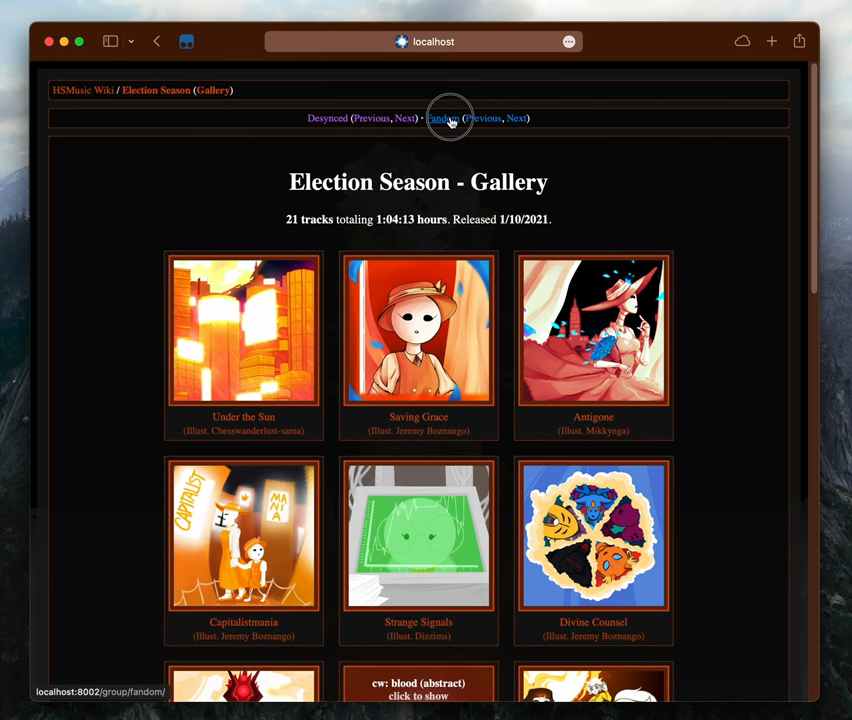 localhost
HSMusic Wiki / Election Season (Gallery)
Desynced (Previous, Next) · Fandom (Previous, Next)
Election Season - Gallery
21 tracks totaling 1:04:13 hours. Released 1/10/2021.
Under the Sun
(Illust. Chesswanderlust-sama)
Saving Grace
(Illust. Jeremy Boznango)
Antigone
(Illust. Mikkynga)
CAPITALIST
MANIA
Capitalistmania
(Illust. Jeremy Boznango)
Strange Signals
(Illust. Dizzims)
Divine Counsel
(Illust. Jeremy Boznango)
cw: blood (abstract)
click to show
localhost:8002/group/fandom/